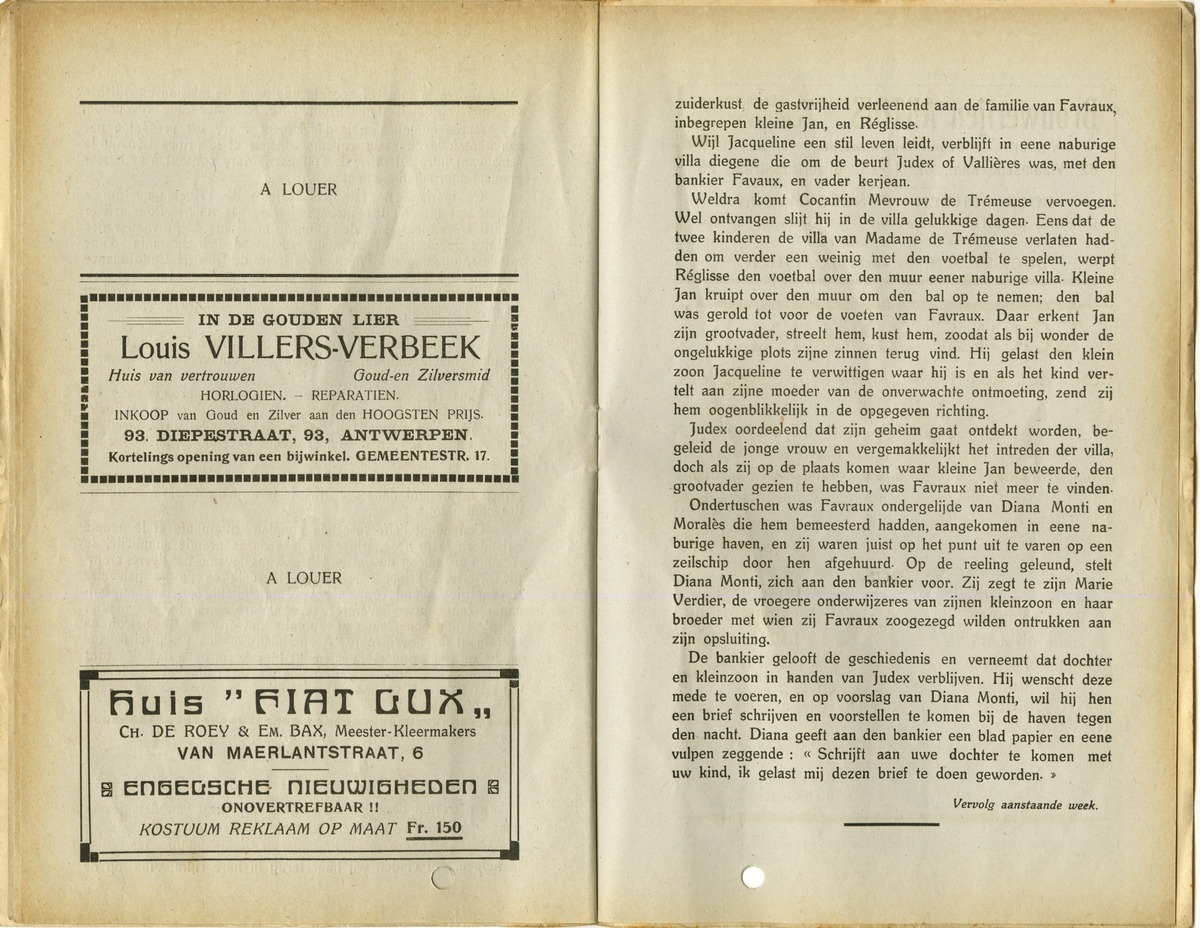 A LOUER
IN DE GOUDEN LIER
Louis VILLERS-VERBEEK
Huis van vertrouwen Goud-en Zilversmid
HORLOGIEN. – REPARATIEN.
INKOOP van Goud en Zilver aan den HOOGSTEN PRIJS.
93. DIEPESTRAAT, 93, ANTWERPEN.
Kortelings opening van een bijwinkel. GEMEENTESTR. 17.
A LOUER
Huis " FIAT LUX „
CH. DE ROEY & EM. BAX, Meester-Kleermakers
VAN MAERLANTSTRAAT, 6
ENGELSCHE NIEUWIGHEDEN
ONOVERTREFBAAR !!
KOSTUUM REKLAAM OP MAAT Fr. 150
zuiderkust, de gastvrijheid verleenend aan de familie van Favraux,
inbegrepen kleine Jan, en Réglisse.
Wijl Jacqueline een stil leven leidt, verblijft in eene naburige
villa diegene die om de beurt Judex of Vallières was, met den
bankier Favaux, en vader kerjean.
Weldra komt Cocantin Mevrouw de Trémeuse vervoegen.
Wel ontvangen slijt hij in de villa gelukkige dagen. Eens dat de
twee kinderen de villa van Madame de Trémeuse verlaten had-
den om verder een weinig met den voetbal te spelen, werpt
Réglisse den voetbal over den muur eener naburige villa. Kleine
Jan kruipt over den muur om den bal op te nemen; den bal
was gerold tot voor de voeten van Favraux. Daar erkent Jan
zijn grootvader, streelt hem, kust hem, zoodat als bij wonder de
ongelukkige plots zijne zinnen terug vind. Hij gelast den klein
zoon Jacqueline te verwittigen waar hij is en als het kind ver-
telt aan zijne moeder van de onverwachte ontmoeting, zend zij
hem oogenblikkelijk in de opgegeven richting.
Judex oordeelend dat zijn geheim gaat ontdekt worden, be-
geleid de jonge vrouw en vergemakkelijkt het intreden der villa,
doch als zij op de plaats komen waar kleine Jan beweerde, den
grootvader gezien te hebben, was Favraux niet meer te vinden.
Ondertuschen was Favraux ondergelijde van Diana Monti en
Moralès die hem bemeesterd hadden, aangekomen in eene na-
burige haven, en zij waren juist op het punt uit te varen op een
zeilschip door hen afgehuurd. Op de reeling geleund, stelt
Diana Monti, zich aan den bankier voor. Zij zegt te zijn Marie
Verdier, de vroegere onderwijzeres van zijnen kleinzoon en haar
broeder met wien zij Favraux zoogezegd wilden ontrukken aan
zijn opsluiting.
De bankier gelooft de geschiedenis en verneemt dat dochter
en kleinzoon in handen van Judex verblijven. Hij wenscht deze
mede te voeren, en op voorslag van Diana Monti, wil hij hen
een brief schrijven en voorstellen te komen bij de haven tegen
den nacht. Diana geeft aan den bankier een blad papier en eene
vulpen zeggende : « Schrijft aan uwe dochter te komen met
uw kind, ik gelast mij dezen brief te doen geworden. »
Vervolg aanstaande week.